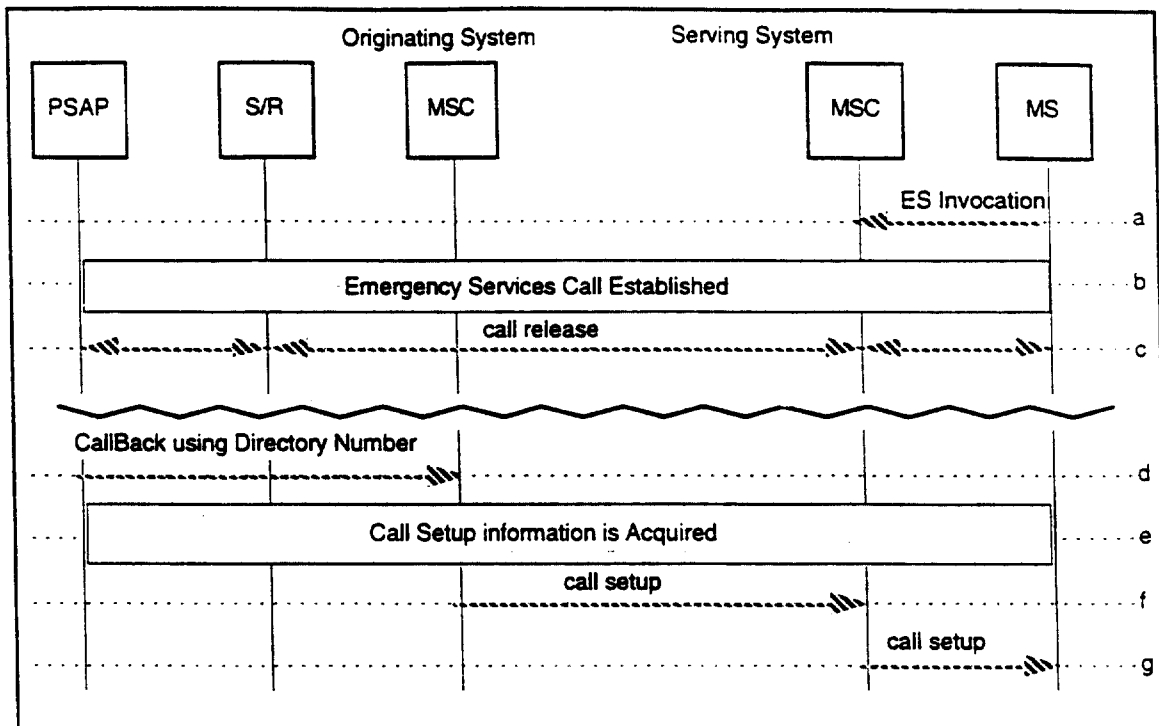 Originating System Serving System
PSAP S/R MSC MSC MS
ES Invocation a
Emergency Services Call Established b
call release
c
CallBack using Directory Number
d
Call Setup information is Acquired e
call setup f
call setup
g